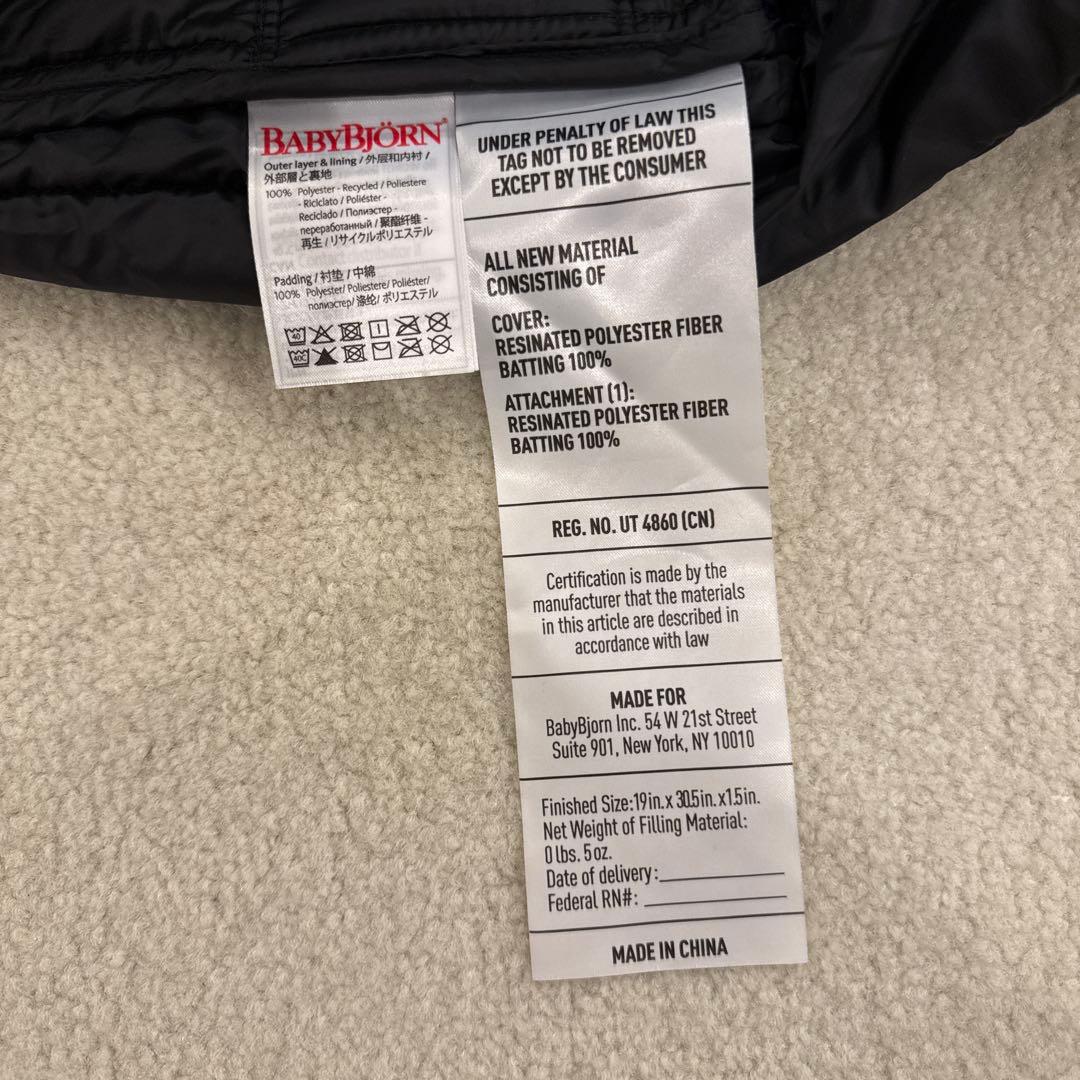 BABYBJÖRN®
Outer layer & lining / 外层和内衬 /
外部層と裏地
100% Polyester - Recycled / Poliestere
- Riciclato / Poliéster -
Reciclado / Полиэстер -
переработанный / 聚酯纤维 -
再生 / リサイクルポリエステル
Padding / 衬垫 / 中綿
100% Polyester/ Poliestere/ Poliéster/
полиэстер/ 涤纶/ ポリエステル
40
40C
UNDER PENALTY OF LAW THIS
TAG NOT TO BE REMOVED
EXCEPT BY THE CONSUMER
ALL NEW MATERIAL
CONSISTING OF
COVER:
RESINATED POLYESTER FIBER
BATTING 100%
ATTACHMENT (1):
RESINATED POLYESTER FIBER
BATTING 100%
REG. NO. UT 4860 (CN)
Certification is made by the
manufacturer that the materials
in this article are described in
accordance with law
MADE FOR
BabyBjorn Inc. 54 W 21st Street
Suite 901, New York, NY 10010
Finished Size:19in.x 30.5in. x1.5in.
Net Weight of Filling Material:
0 lbs. 5 oz.
Date of delivery:
Federal RN#:
MADE IN CHINA